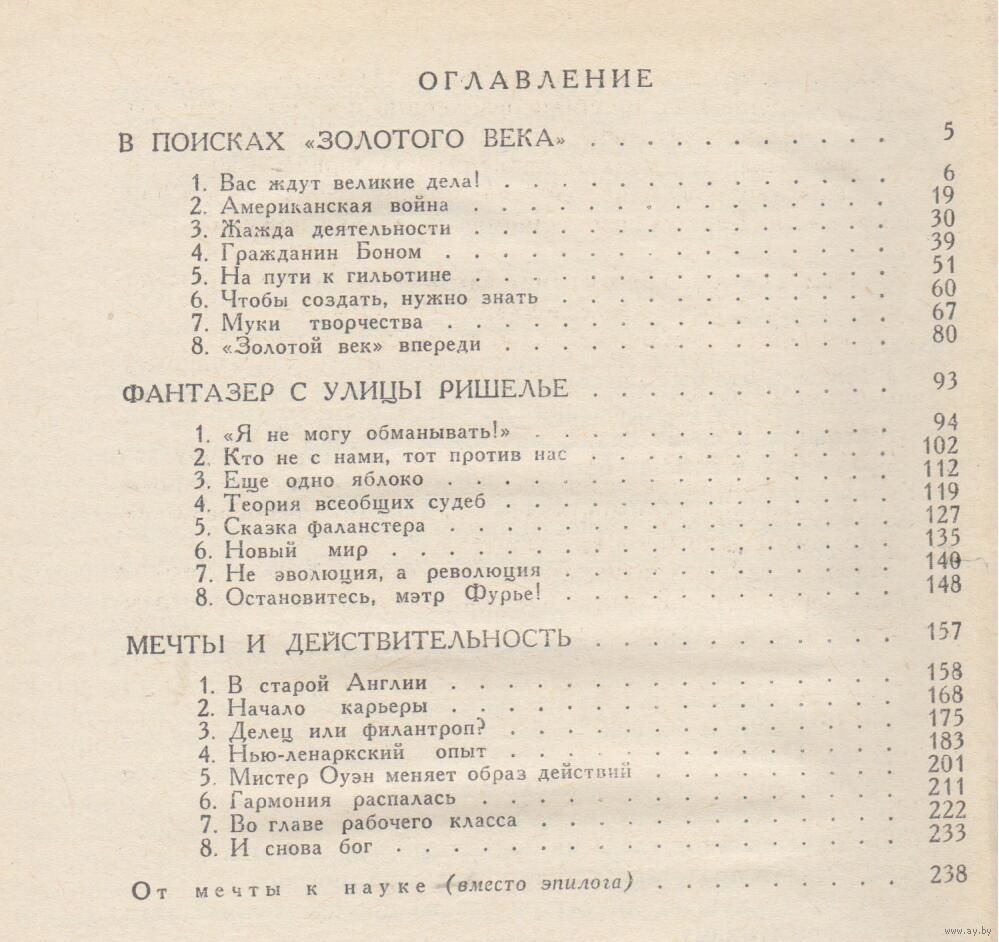 ОГЛАВЛЕНИЕ
В ПОИСКАХ «ЗОЛОТОГО ВЕКА» . . . . . . . . . . . 5
1. Вас ждут великие дела! . . . . . . . . . . . . . . 6
2. Американская война . . . . . . . . . . . . . . . 19
3. Жажда деятельности . . . . . . . . . . . . . . . 30
4. Гражданин Боном . . . . . . . . . . . . . . . . 39
5. На пути к гильотине . . . . . . . . . . . . . . . 51
6. Чтобы создать, нужно знать . . . . . . . . . . . . 60
7. Муки творчества . . . . . . . . . . . . . . . . 67
8. «Золотой век» впереди . . . . . . . . . . . . . . 80
ФАНТАЗЕР С УЛИЦЫ РИШЕЛЬЕ . . . . . . . . . . . 93
1. «Я не могу обманывать!» . . . . . . . . . . . . . 94
2. Кто не с нами, тот против нас . . . . . . . . . . . 102
3. Еще одно яблоко . . . . . . . . . . . . . . . . 112
4. Теория всеобщих судеб . . . . . . . . . . . . . . 119
5. Сказка фаланстера . . . . . . . . . . . . . . . . 127
6. Новый мир . . . . . . . . . . . . . . . . . . 135
7. Не эволюция, а революция . . . . . . . . . . . . 140
8. Остановитесь, мэтр Фурье! . . . . . . . . . . . . 148
МЕЧТЫ И ДЕЙСТВИТЕЛЬНОСТЬ . . . . . . . . . . . 157
1. В старой Англии . . . . . . . . . . . . . . . . 158
2. Начало карьеры . . . . . . . . . . . . . . . . 168
3. Делец или филантроп? . . . . . . . . . . . . . . 175
4. Нью-ленаркский опыт . . . . . . . . . . . . . . 183
5. Мистер Оуэн меняет образ действий . . . . . . . . . 201
6. Гармония распалась . . . . . . . . . . . . . . . 211
7. Во главе рабочего класса . . . . . . . . . . . . . 222
8. И снова бог . . . . . . . . . . . . . . . . . . 233
От мечты к науке (вместо эпилога) . . . . . . . . . 238
www.ay.by